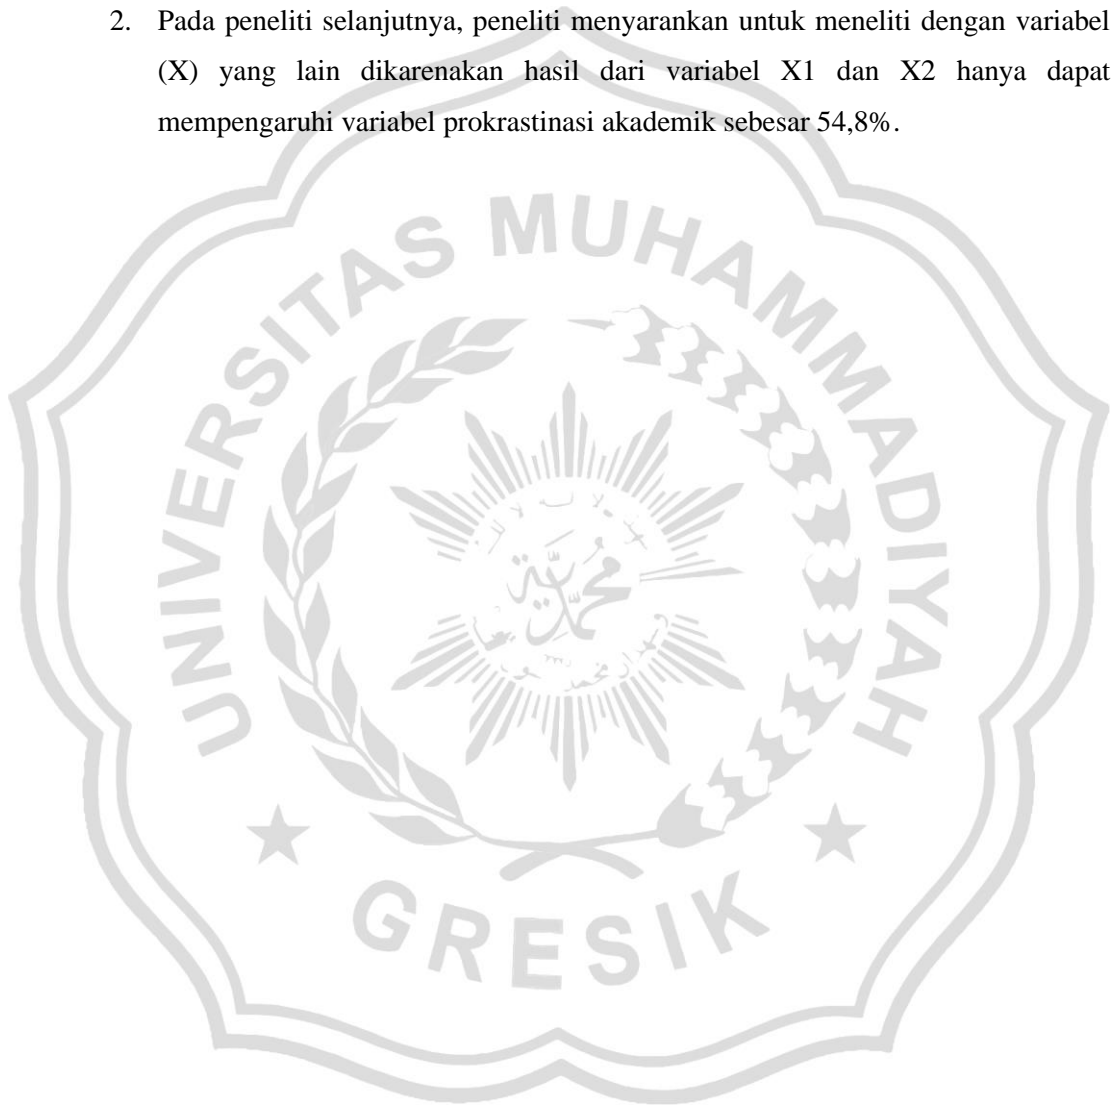 2. Pada peneliti selanjutnya, peneliti menyarankan untuk meneliti dengan variabel
(X) yang lain dikarenakan hasil dari variabel X1 dan X2 hanya dapat
mempengaruhi variabel prokrastinasi akademik sebesar 54,8%.
UNIVERSITAS MUHAMMADIYAH
GRESIK